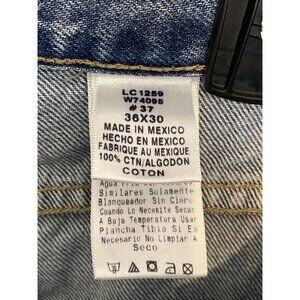 LC1259
W74095
# 37
36X30
MADE IN MEXICO
HECHO EN MEXICO
FABRIQUE AU MEXIQUE
100% CTN/ALGODON
COTON
Agua Fria
Similares Solamente
Blanqueador Sin Cloro
Cuando Lo Necesite Secar
A Baja Temperatura Usar
Plancha Tibia Si Es
Necesario No Limpiar A
Seco